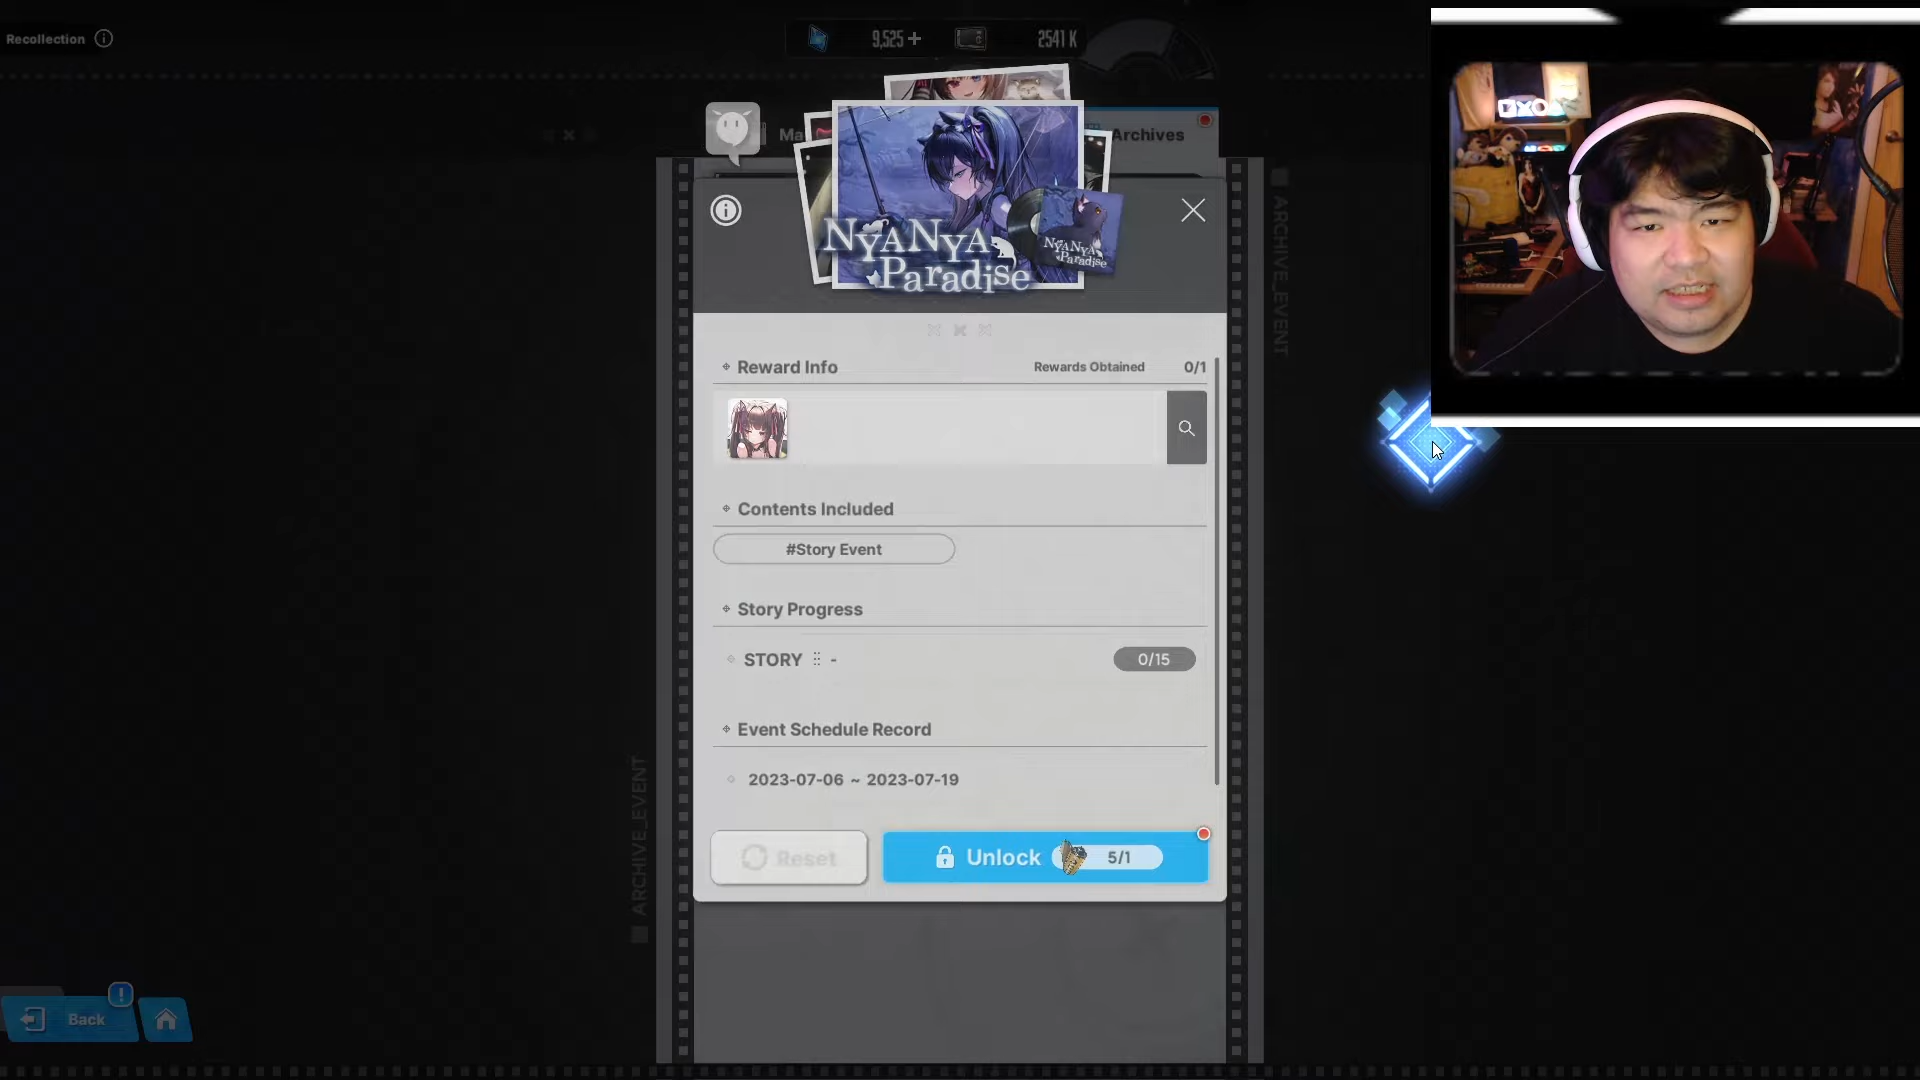 Recollection
9,525
2541 K
Archives
NYANYA
Paradise
NYANYA
Paradise
Reward Info
Rewards Obtained
0/1
Contents Included
#Story Event
Story Progress
STORY -
0/15
Event Schedule Record
2023-07-06 ~ 2023-07-19
Reset
Unlock
5/1
ARCHIVE_EVENT
ARCHIVE_EVENT
Back